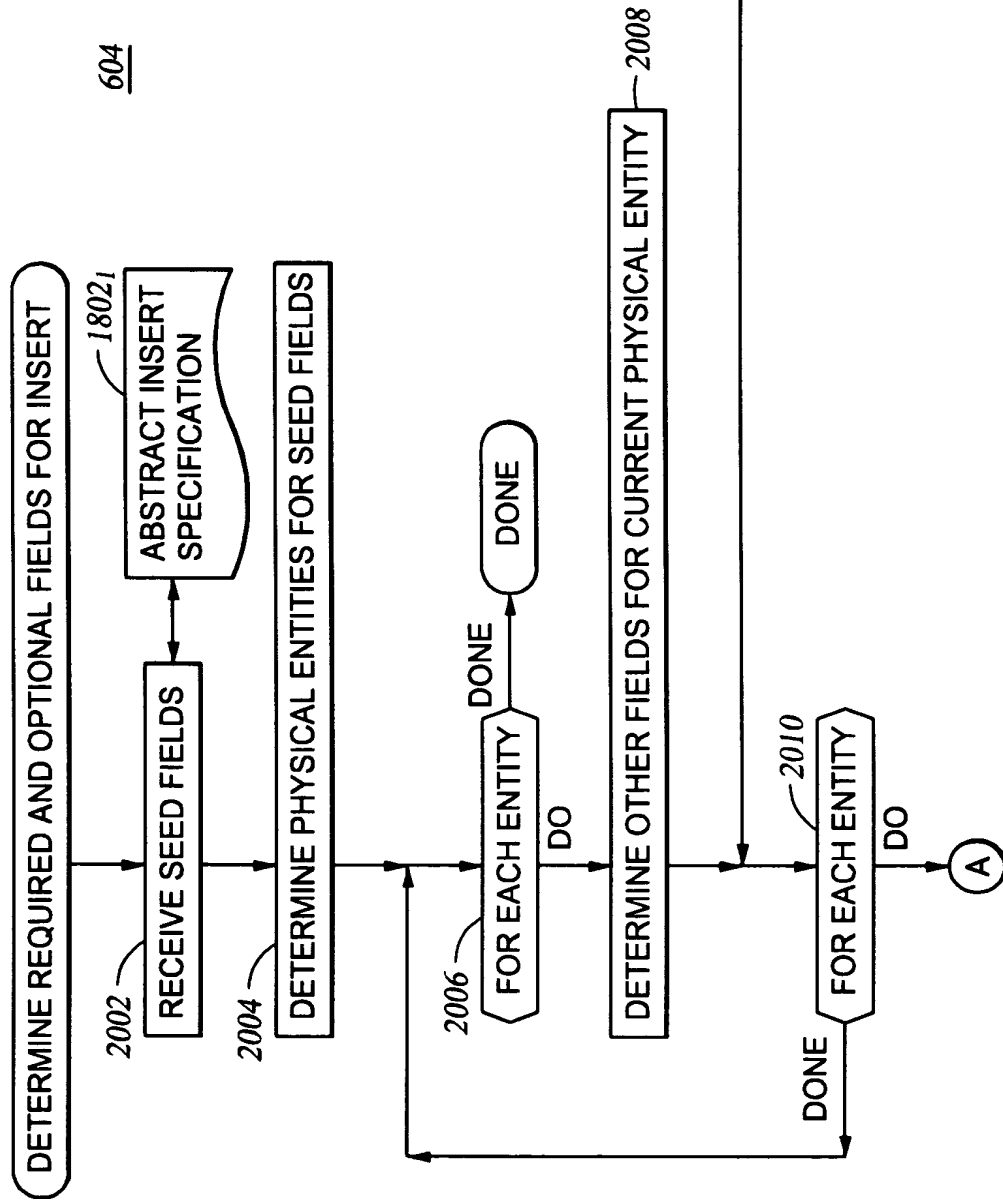 604
DETERMINE REQUIRED AND OPTIONAL FIELDS FOR INSERT
2002
RECEIVE SEED FIELDS
1802₁
ABSTRACT INSERT
SPECIFICATION
2004
DETERMINE PHYSICAL ENTITIES FOR SEED FIELDS
2006
FOR EACH ENTITY
DONE
DONE
DO
DETERMINE OTHER FIELDS FOR CURRENT PHYSICAL ENTITY
2008
2010
FOR EACH ENTITY
DONE
DO
A